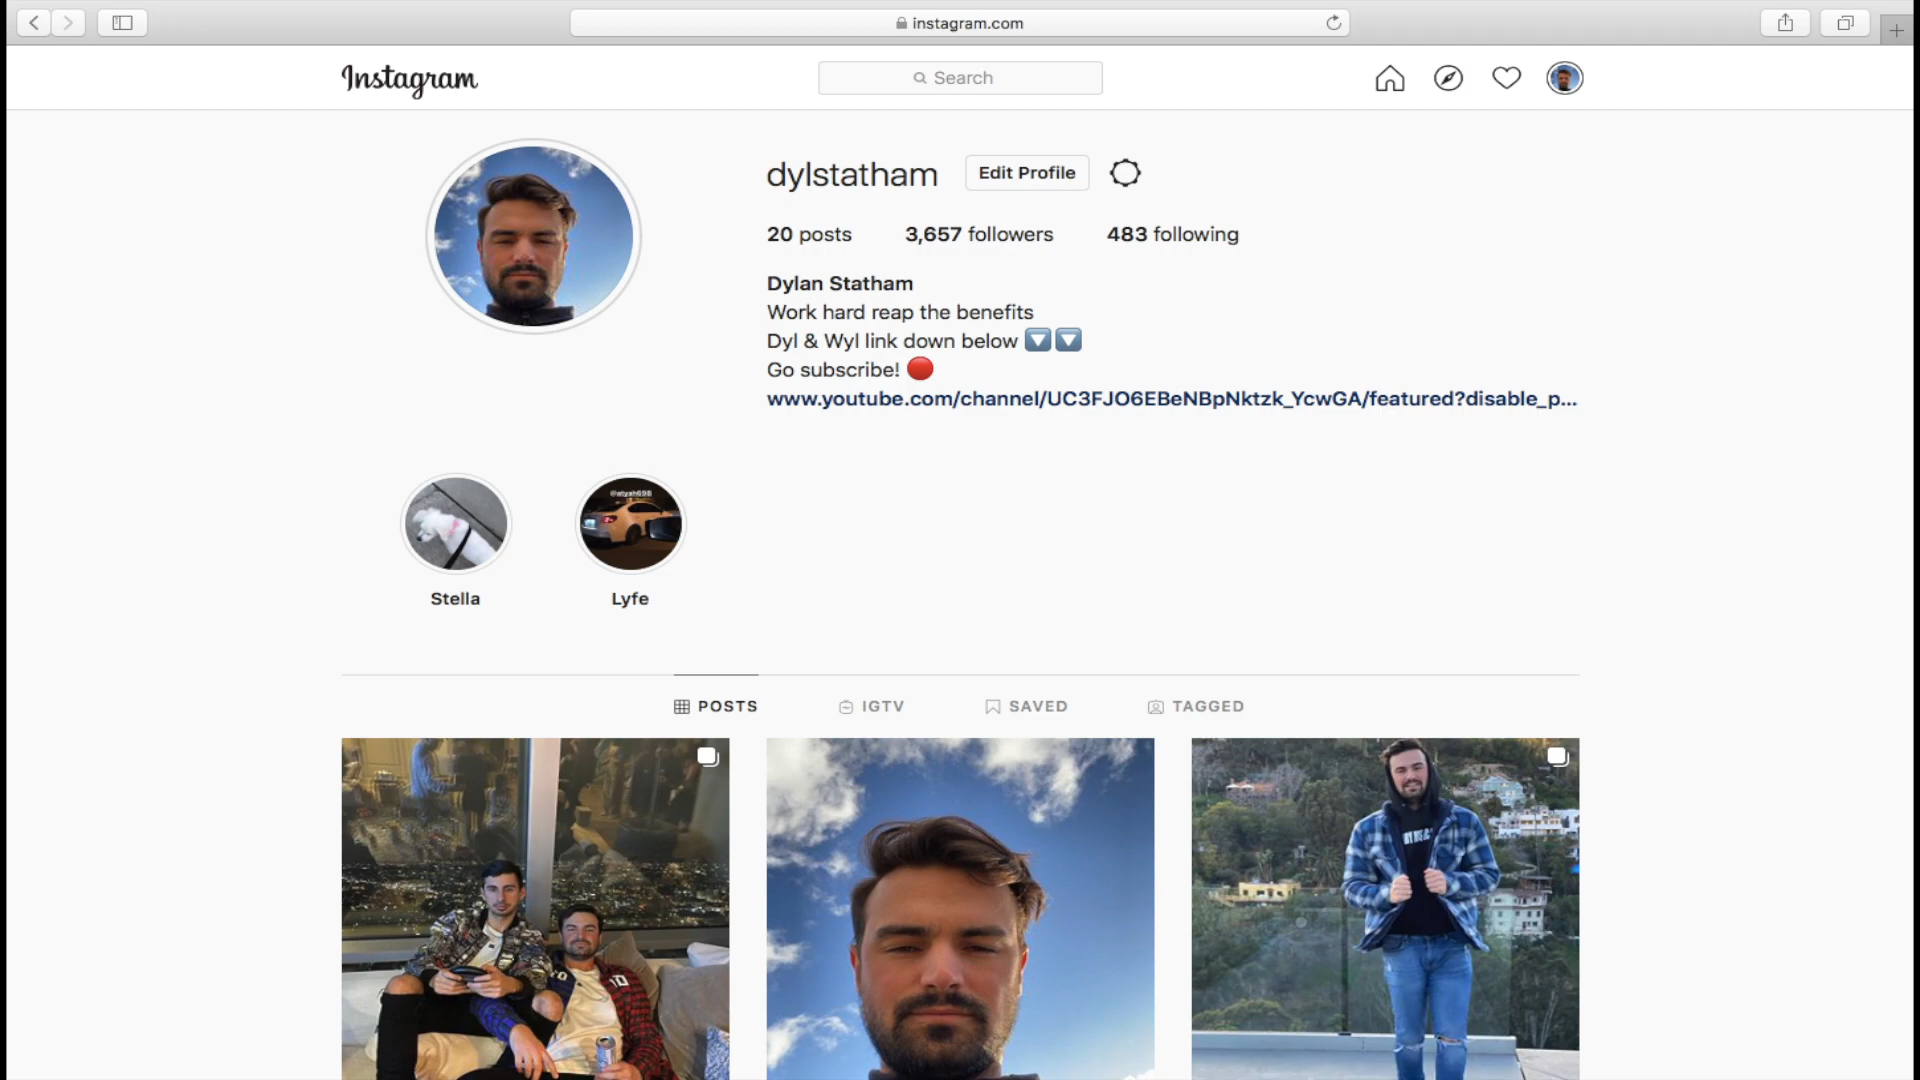 instagram.com
Instagram
Search
dylstatham Edit Profile
20 posts 3,657 followers 483 following
Dylan Statham
Work hard reap the benefits
Dyl & Wyl link down below 🔽🔽
Go subscribe! 🔴
www.youtube.com/channel/UC3FJO6EBeNBpNktzk_YcwGA/featured?disable_p...
Stella Lyfe
POSTS IGTV SAVED TAGGED